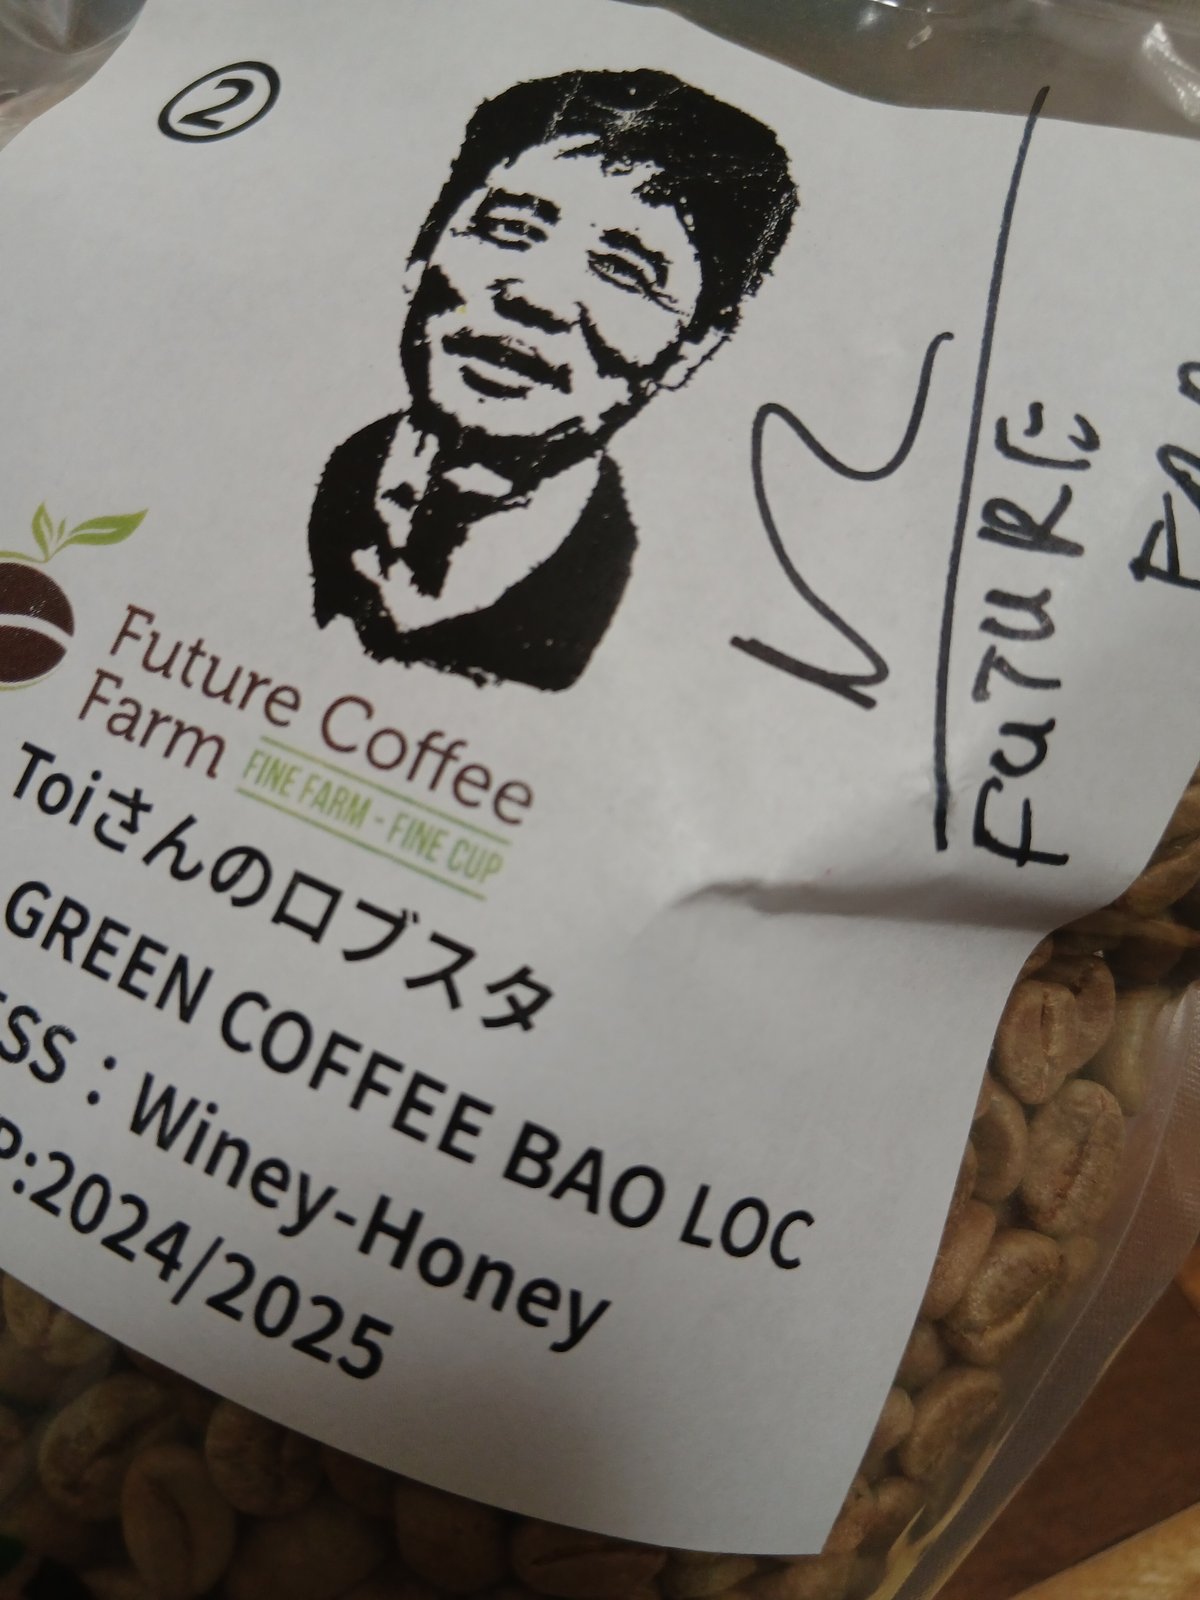 ②
Future Coffee
Farm
FINE FARM - FINE CUP
Toiさんのロブスタ
GREEN COFFEE BAO LOC
ESS：Winey-Honey
P:2024/2025
FUTURE